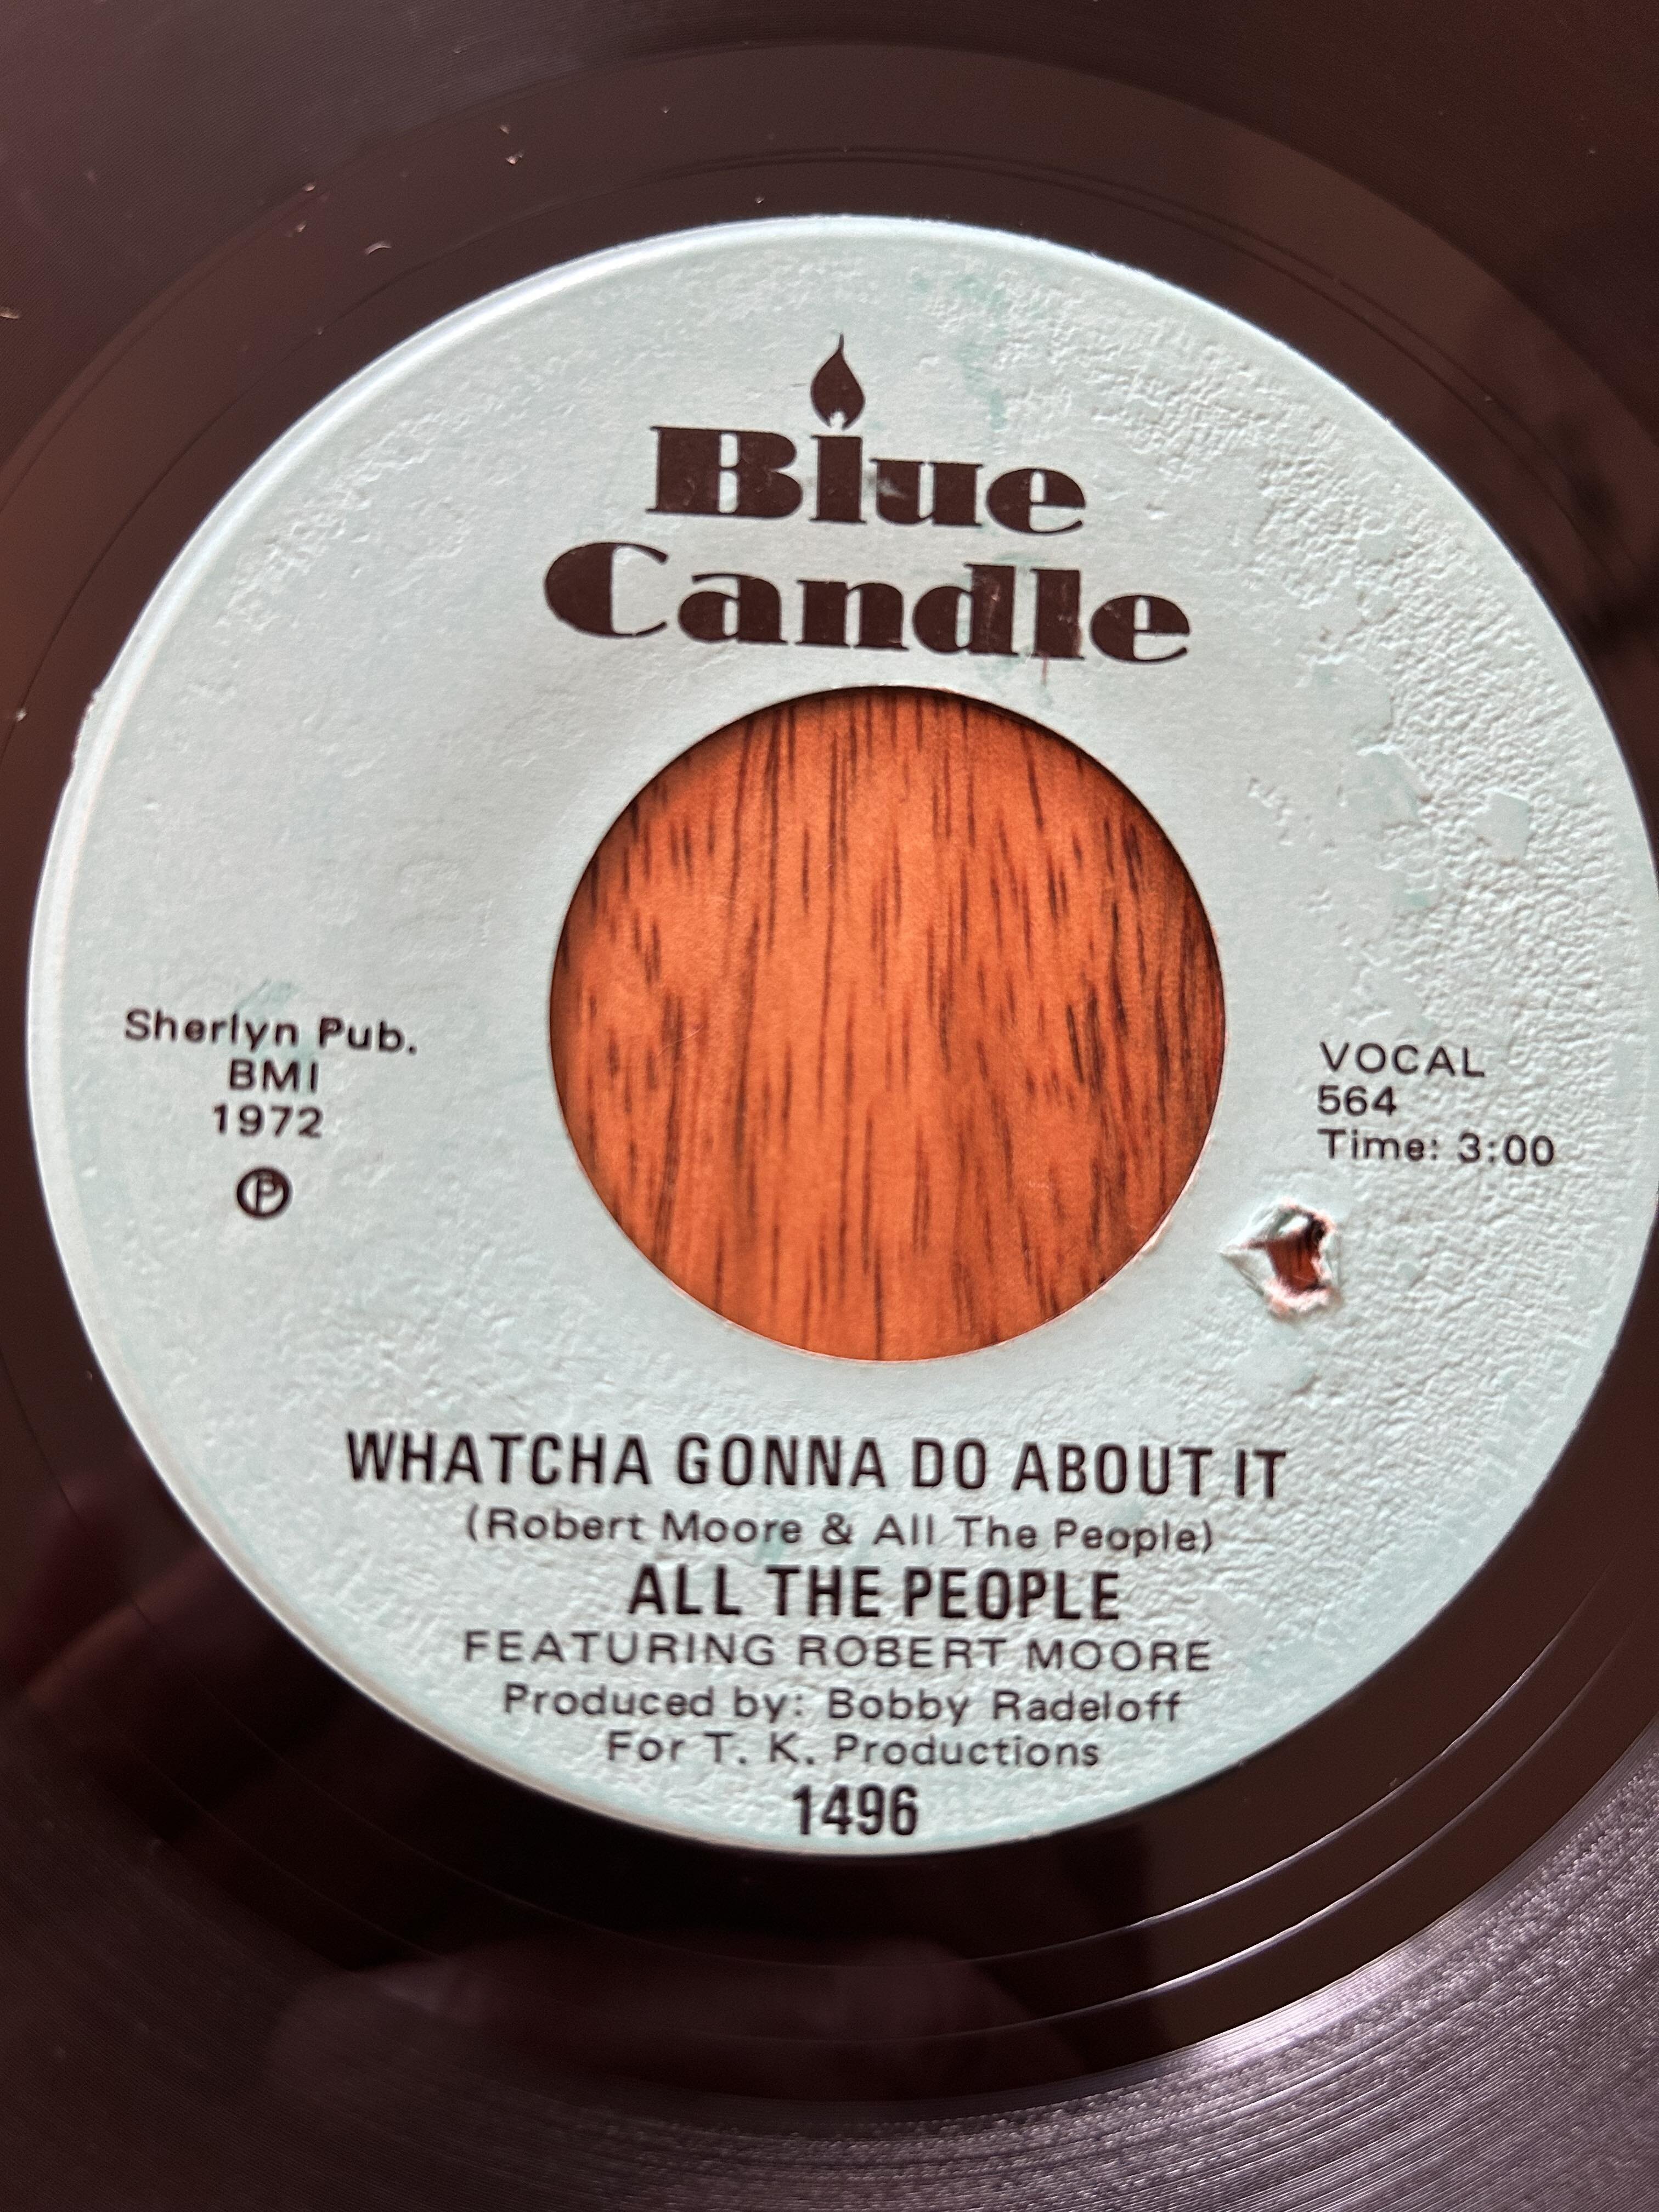 Blue
Candle
Sherlyn Pub.
BMI
1972
Ⓟ
VOCAL
564
Time: 3:00
WHATCHA GONNA DO ABOUT IT
(Robert Moore & All The People)
ALL THE PEOPLE
FEATURING ROBERT MOORE
Produced by: Bobby Radeloff
For T. K. Productions
1496